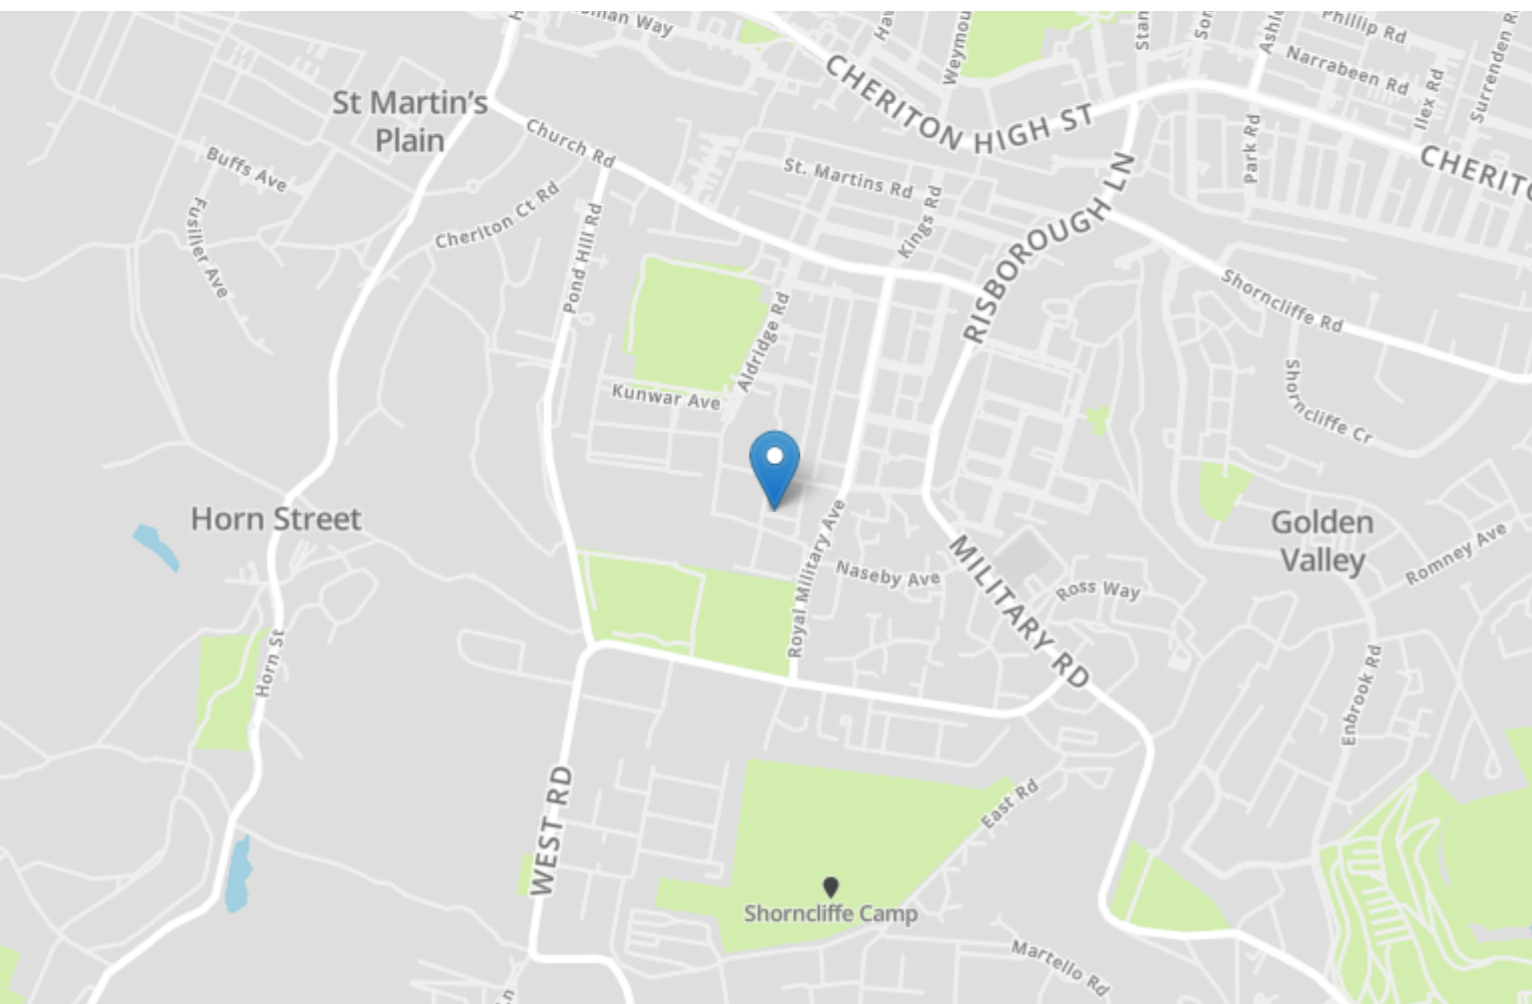 Way
Phillip Rd
Narrabeen Rd
Ilex Rd
CHERITON HIGH ST
St Martin's
Plain
Church Rd
Park Rd
Buffs Ave
St. Martins Rd
Kings Rd
RISBOROUGH LN
Cheriton Ct Rd
Fusilier Ave
Pond Hill Rd
Shorncliffe Rd
Aldridge Rd
Kunwar Ave
Shorncliffe Cr
Horn Street
Golden
Valley
Romney Ave
Royal Military Ave
Naseby Ave
MILITARY RD
Ross Way
Horn St
Enbrook Rd
WEST RD
East Rd
Shorncliffe Camp
Martello Rd